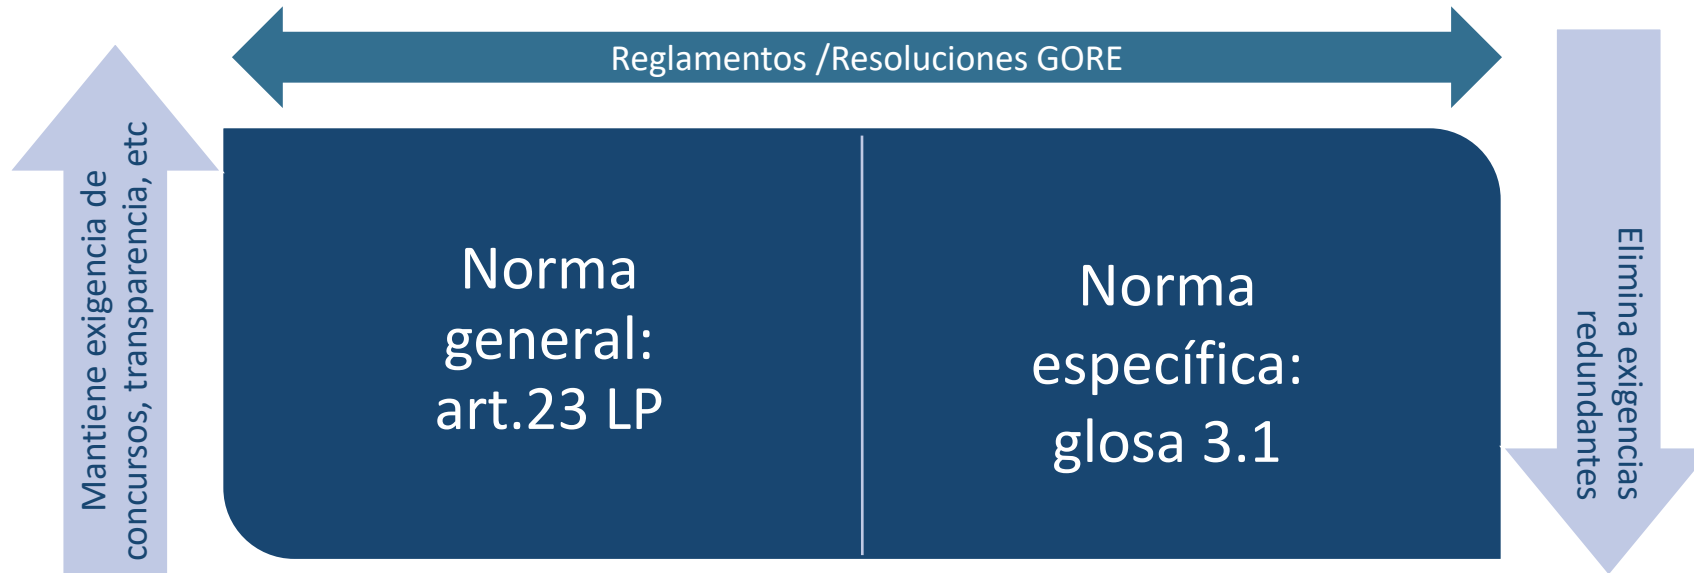 Reglamentos /Resoluciones GORE
Mantiene exigencia de
concursos, transparencia, etc
Norma
general:
art.23 LP
Norma
específica:
glosa 3.1
Elimina exigencias
redundantes